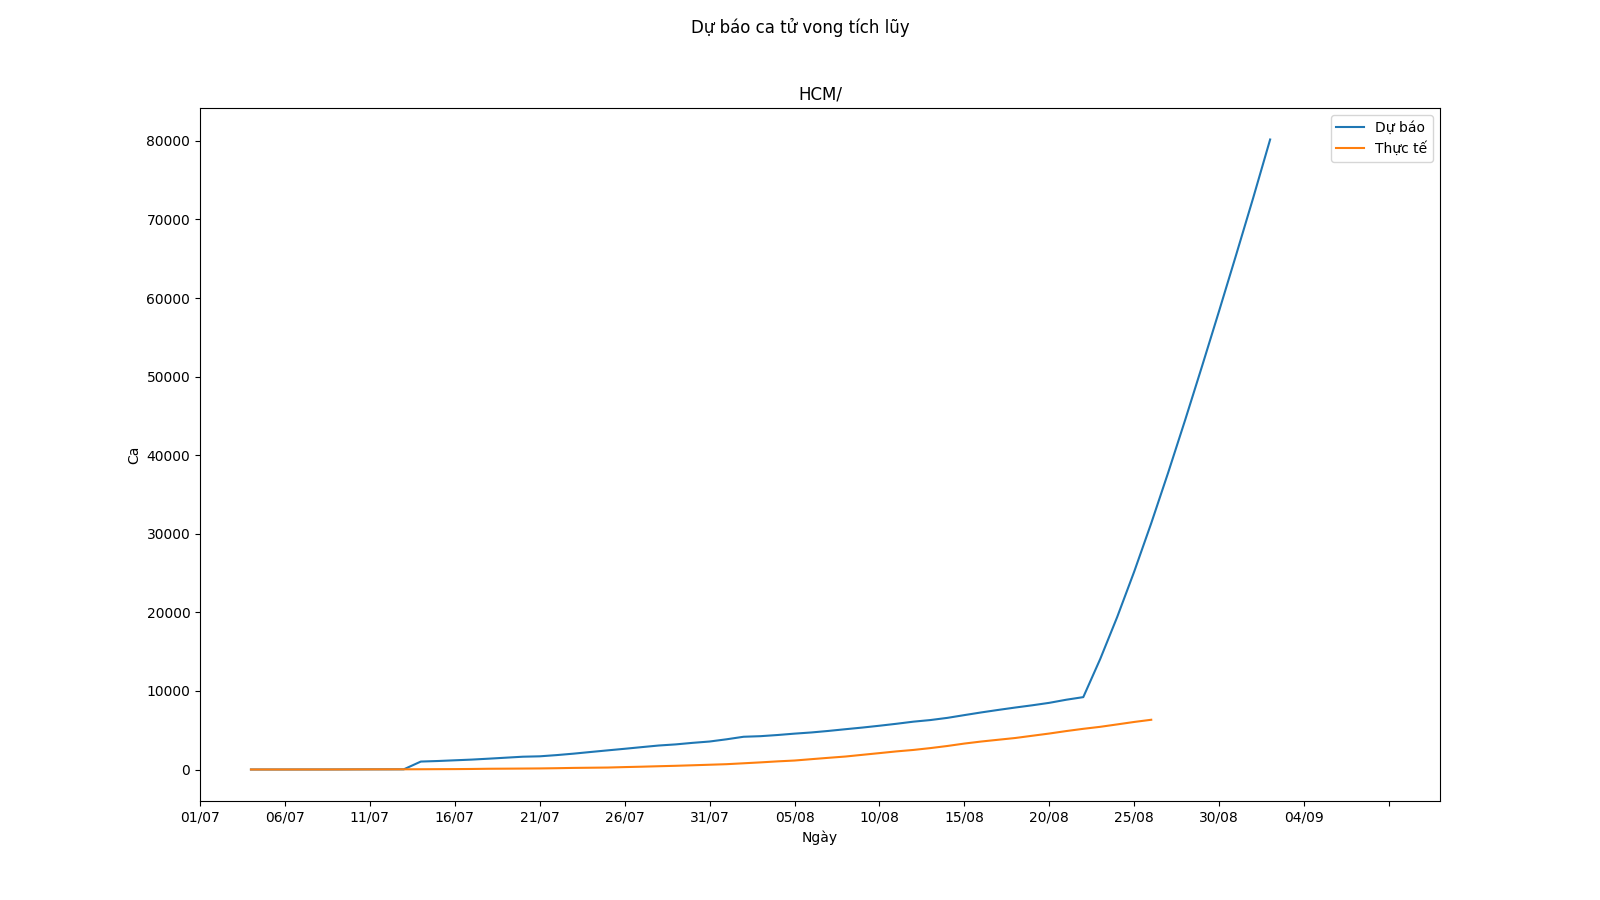 Dự báo ca tử vong tích lũy
HCM/
Dự báo
Thực tế
80000
70000
60000
50000
40000
30000
20000
10000
0
Ca
01/07 06/07 11/07 16/07 21/07 26/07 31/07 05/08 10/08 15/08 20/08 25/08 30/08 04/09
Ngày